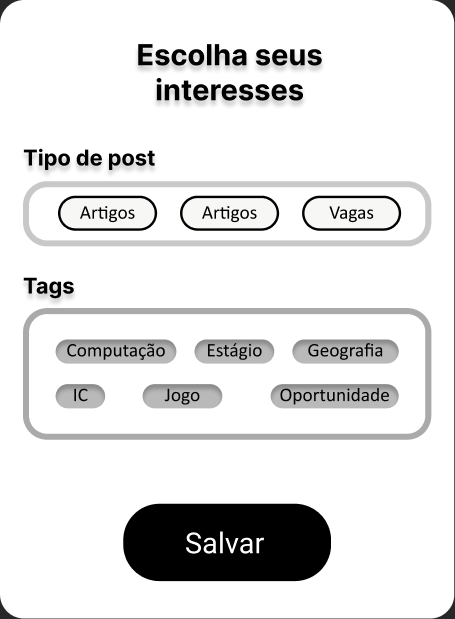 Escolha seus
interesses
Tipo de post
Artigos Artigos Vagas
Tags
Computação Estágio Geografia
IC Jogo Oportunidade
Salvar